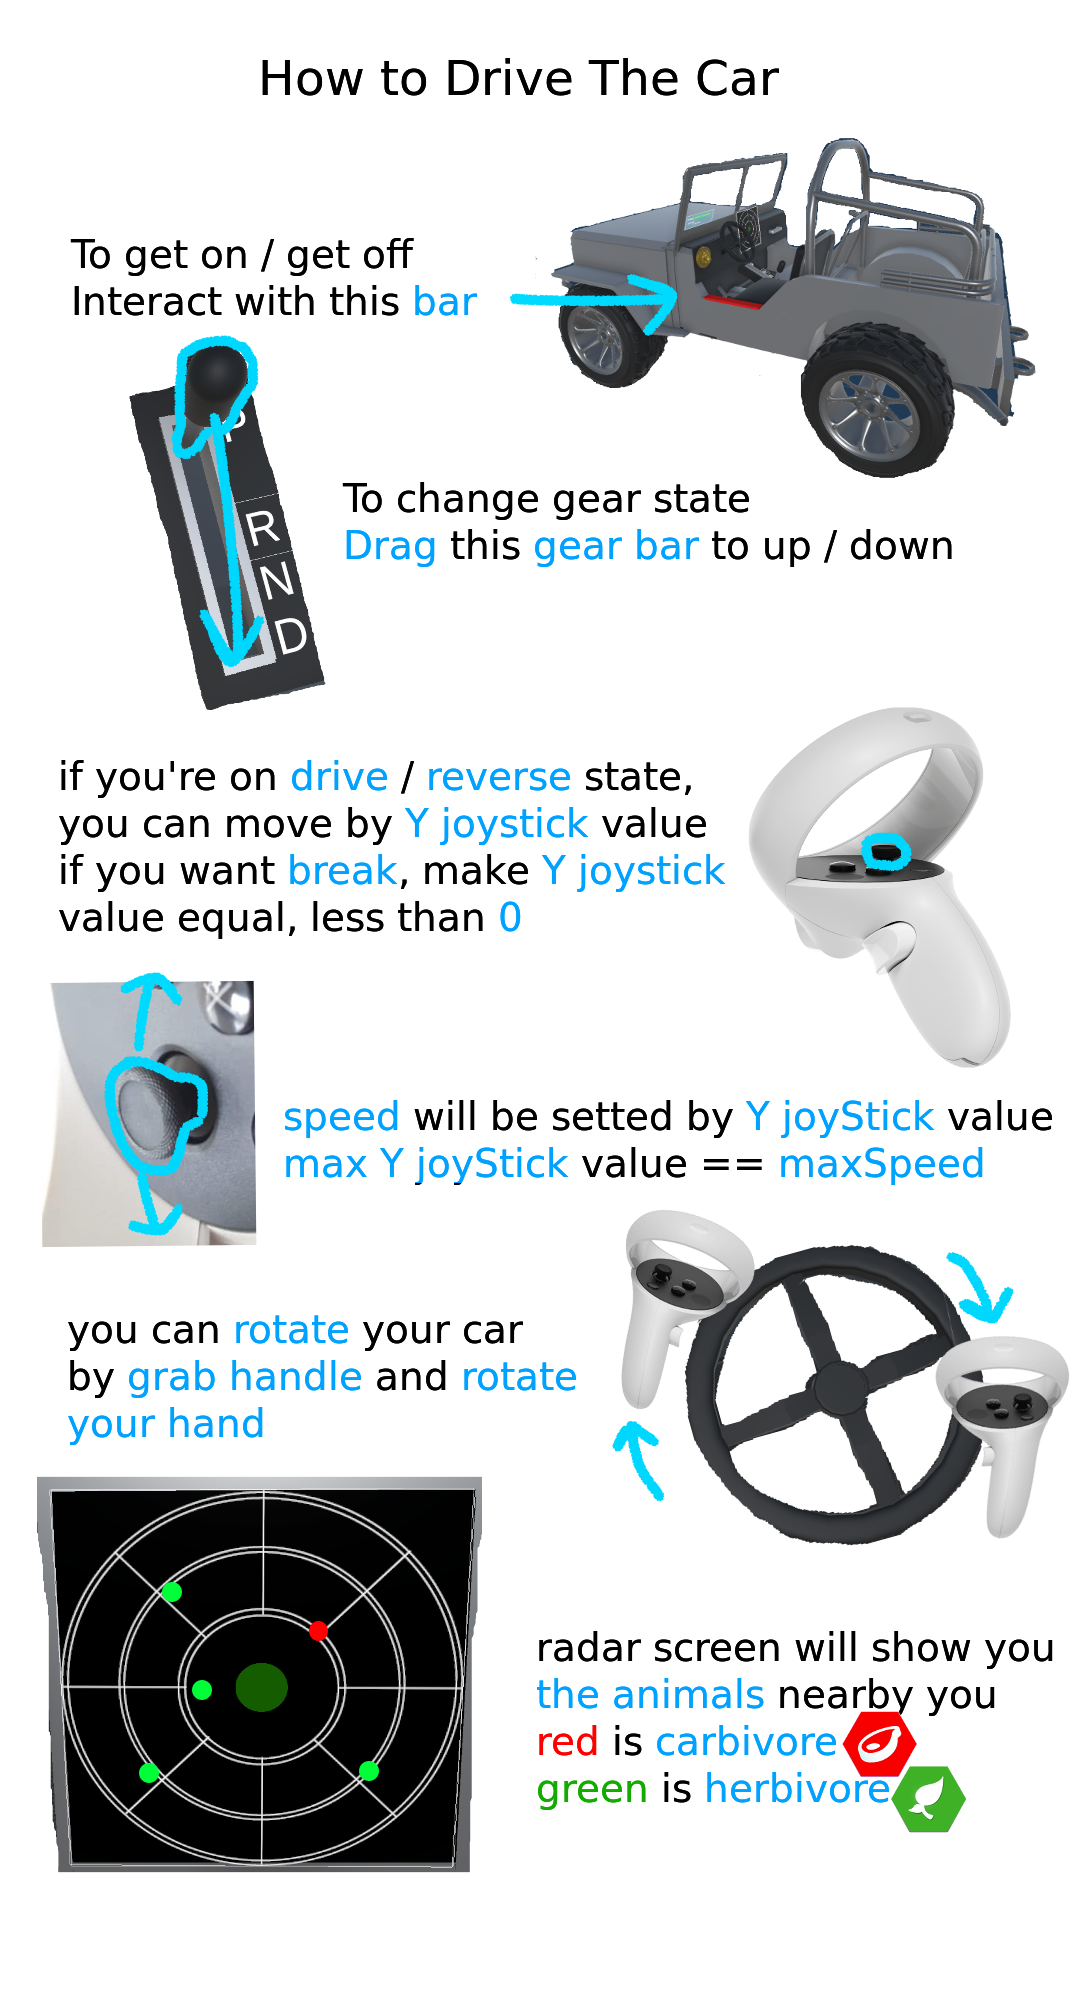 How to Drive The Car
To get on / get off
Interact with this bar
P
R
N
D
To change gear state
Drag this gear bar to up / down
if you're on drive / reverse state,
you can move by Y joystick value
if you want break, make Y joystick
value equal, less than 0
X
speed will be setted by Y joyStick value
max Y joyStick value == maxSpeed
you can rotate your car
by grab handle and rotate
your hand
radar screen will show you
the animals nearby you
red is carbivore
green is herbivore